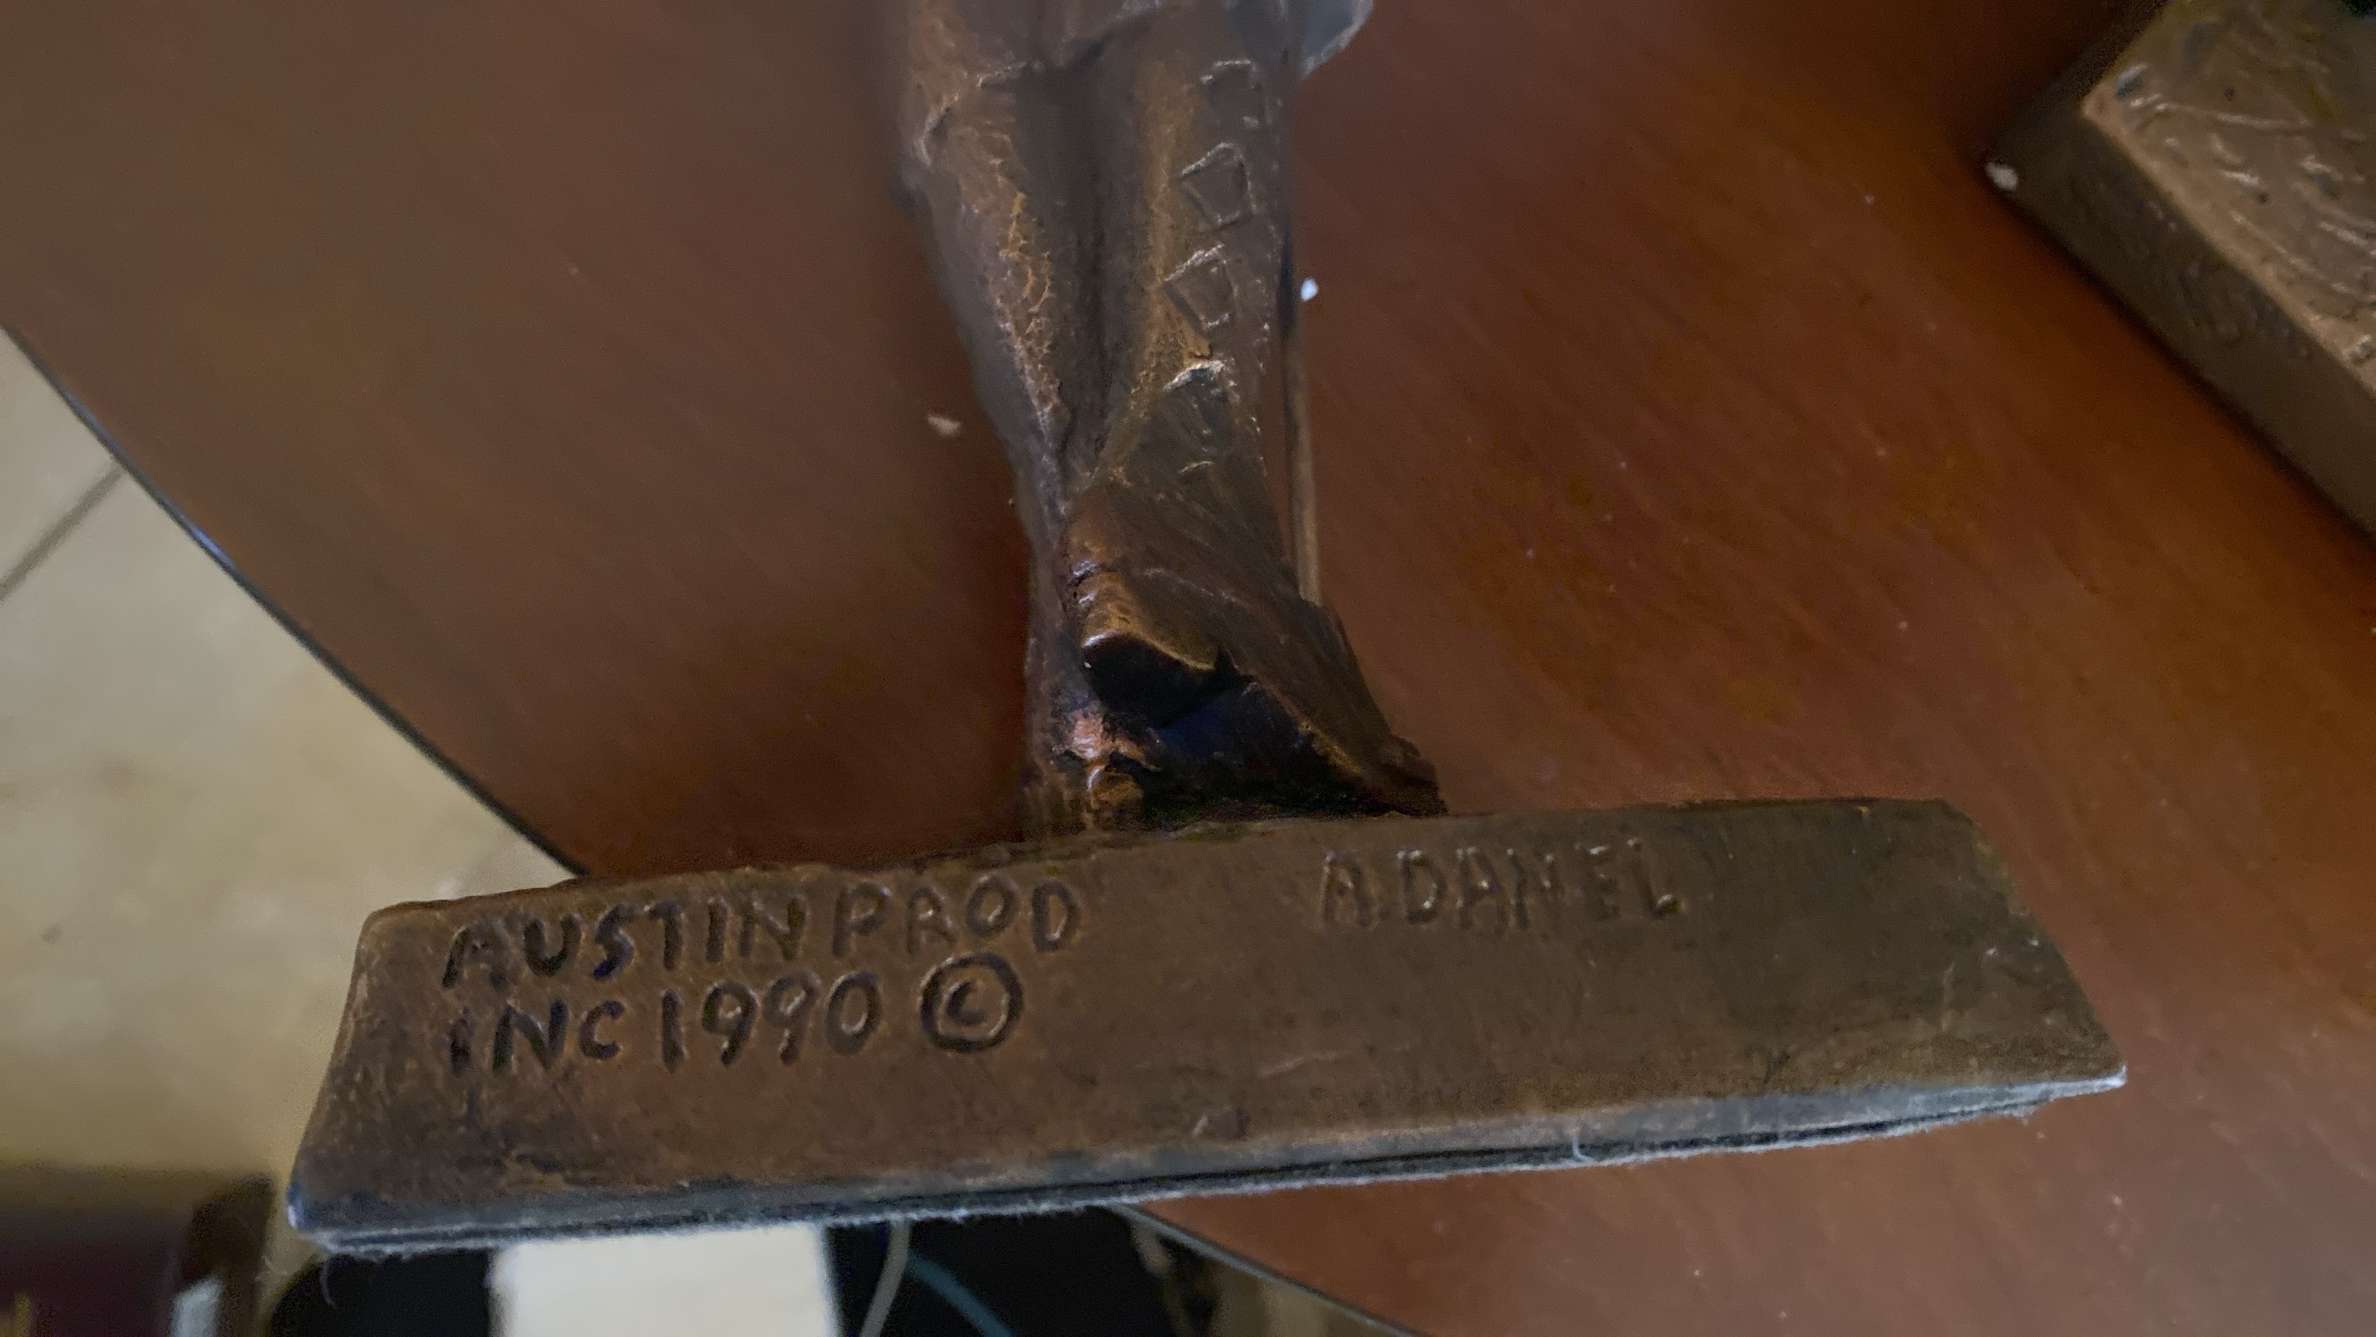 AUSTIN PROD
INC 1990 ©
A DANEL